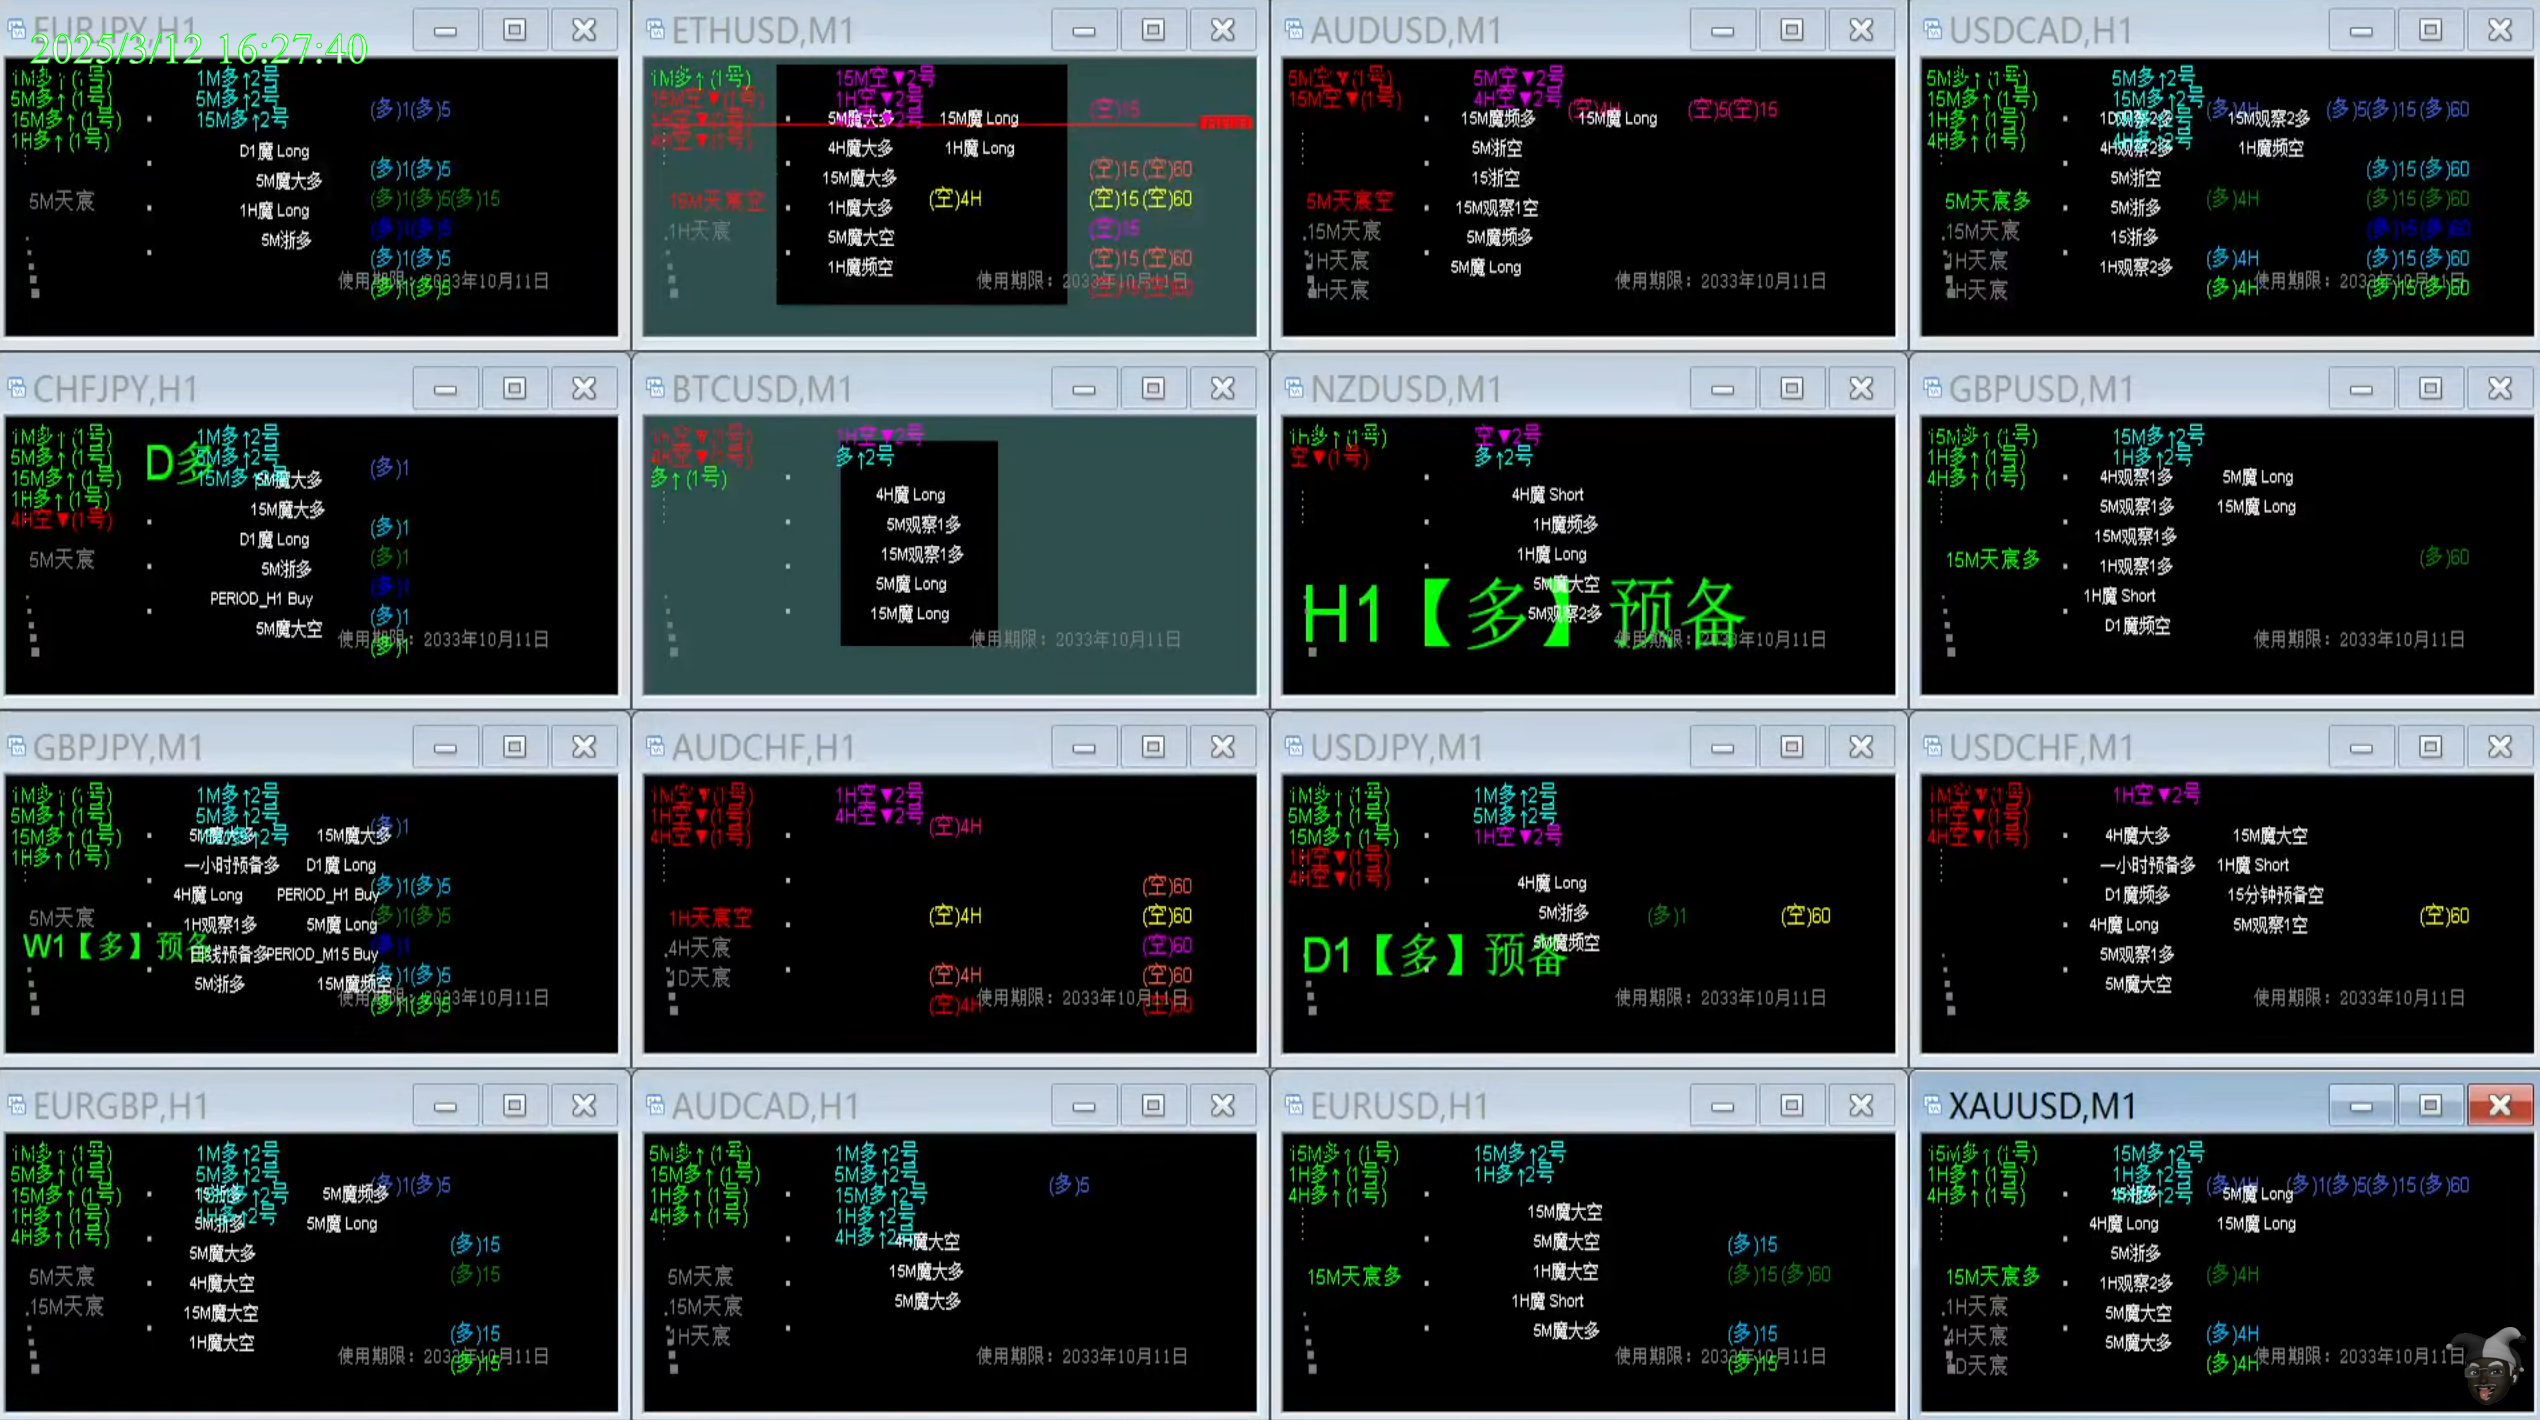 2025/3/12 16:27:40
EURJPY,H1
1M多↑(1号)
5M多↑(1号)
15M多↑(1号)
1H多↑(1号)
1M多↑2号
5M多↑2号
15M多↑2号
(多)1(多)5
D1魔 Long
5M魔大多
1H魔 Long
5M浙多
5M天宸
(多)1(多)5
(多)1(多)5(多)15
(多)1(多)5
(多)1(多)5
(多)1(多)5
使用期限: 2033年10月11日
ETHUSD,M1
1M多↑(1号)
15M空▼(1号)
1H空▼(1号)
4H空▼(1号)
15M空▼2号
1H空▼2号
5M魔大多
15M魔 Long
4H魔大多
1H魔 Long
15M魔大多
1H魔大多
5M魔大空
1H魔频空
15M天宸空
1H天宸
(空)4H
(空)15
(空)15(空)60
(空)15(空)60
(空)15
(空)15(空)60
使用期限: 2033年10月11日
AUDUSD,M1
5M空▼(1号)
15M空▼(1号)
5M空▼2号
4H空▼2号
(空)4H
(空)5(空)15
15M魔频多
15M魔 Long
5M浙空
15浙空
15M观察1空
5M魔频多
5M魔 Long
5M天宸空
15M天宸
1H天宸
4H天宸
使用期限: 2033年10月11日
USDCAD,H1
5M多↑(1号)
15M多↑(1号)
1H多↑(1号)
4H多↑(1号)
5M多↑2号
15M多↑2号
(多)4H
(多)5(多)15(多)60
15M观察2多
4H观察2多
1H魔频空
5M浙空
5M浙多
15浙多
1H观察2多
5M天宸多
15M天宸
1H天宸
4H天宸
(多)15(多)60
(多)4H
(多)15(多)60
(多)15(多)60
(多)4H
(多)15(多)60
(多)4H
(多)15(多)60
使用期限: 2033年10月11日
CHFJPY,H1
1M多↑(1号)
5M多↑(1号)
15M多↑(1号)
1H多↑(1号)
4H空▼(1号)
D多
1M多↑2号
5M多↑2号
15M多↑2号
(多)1
5M魔大多
15M魔大多
D1魔 Long
5M浙多
PERIOD_H1 Buy
5M魔大空
5M天宸
(多)1
(多)1
(多)1
(多)1
(多)1
使用期限: 2033年10月11日
BTCUSD,M1
1H空▼(1号)
4H空▼(1号)
多↑(1号)
1H空▼2号
多↑2号
4H魔 Long
5M观察1多
15M观察1多
5M魔 Long
15M魔 Long
使用期限: 2033年10月11日
NZDUSD,M1
1H多↑(1号)
空▼(1号)
空▼2号
多↑2号
4H魔 Short
1H魔频多
1H魔 Long
5M魔大空
5M观察2多
H1【多】预备
使用期限: 2033年10月11日
GBPUSD,M1
15M多↑(1号)
1H多↑(1号)
4H多↑(1号)
15M多↑2号
1H多↑2号
4H观察1多
5M魔 Long
5M观察1多
15M魔 Long
15M观察1多
1H观察1多
1H魔 Short
D1魔频空
15M天宸多
(多)60
使用期限: 2033年10月11日
GBPJPY,M1
1M多↑(1号)
5M多↑(1号)
15M多↑(1号)
1H多↑(1号)
1M多↑2号
5M多↑2号
15M多↑2号
(多)1
5M魔大多
15M魔大多
一小时预备多
D1魔 Long
4H魔 Long
PERIOD_H1 Buy
1H观察1多
5M魔 Long
日线预备多
PERIOD_M15 Buy
5M浙多
15M魔频空
5M天宸
W1【多】预备
(多)1(多)5
(多)1(多)5
(多)1
(多)1(多)5
(多)1(多)5
使用期限: 2033年10月11日
AUDCHF,H1
1M空▼(1号)
1H空▼(1号)
4H空▼(1号)
1H空▼2号
4H空▼2号
(空)4H
(空)60
1H天宸空
(空)4H
(空)60
4H天宸
(空)60
1D天宸
(空)4H
(空)60
(空)4H
(空)60
使用期限: 2033年10月11日
USDJPY,M1
1M多↑(1号)
5M多↑(1号)
15M多↑(1号)
1H空▼(1号)
4H空▼(1号)
1M多↑2号
5M多↑2号
1H空▼2号
4H魔 Long
5M浙多
5M魔频空
(多)1
(空)60
D1【多】预备
使用期限: 2033年10月11日
USDCHF,M1
1M空▼(1号)
1H空▼(1号)
4H空▼(1号)
1H空▼2号
4H魔大多
15M魔大空
一小时预备多
1H魔 Short
D1魔频多
15分钟预备空
4H魔 Long
5M观察1空
5M观察1多
5M魔大空
(空)60
使用期限: 2033年10月11日
EURGBP,H1
1M多↑(1号)
5M多↑(1号)
15M多↑(1号)
1H多↑(1号)
4H多↑(1号)
1M多↑2号
5M多↑2号
15M多↑2号
1H多↑2号
(多)1(多)5
15浙多
5M魔频多
5M浙多
5M魔 Long
5M魔大多
4H魔大空
15M魔大空
1H魔大空
5M天宸
15M天宸
(多)15
(多)15
(多)15
(多)15
使用期限: 2033年10月11日
AUDCAD,H1
5M多↑(1号)
15M多↑(1号)
1H多↑(1号)
4H多↑(1号)
1M多↑2号
5M多↑2号
15M多↑2号
1H多↑2号
4H多↑2号
(多)5
4H魔大空
15M魔大多
5M魔大多
5M天宸
15M天宸
1H天宸
使用期限: 2033年10月11日
EURUSD,H1
15M多↑(1号)
1H多↑(1号)
4H多↑(1号)
15M多↑2号
1H多↑2号
15M魔大空
5M魔大空
1H魔大空
1H魔 Short
5M魔大多
15M天宸多
(多)15
(多)15(多)60
(多)15
(多)15
使用期限: 2033年10月11日
XAUUSD,M1
15M多↑(1号)
1H多↑(1号)
4H多↑(1号)
15M多↑2号
1H多↑2号
4H多↑2号
(多)4H
(多)1(多)5(多)15(多)60
15浙多
5M魔 Long
4H魔 Long
15M魔 Long
5M浙多
1H观察2多
5M魔大空
5M魔大多
15M天宸多
1H天宸
4H天宸
1D天宸
(多)4H
(多)4H
(多)4H
使用期限: 2033年10月11日